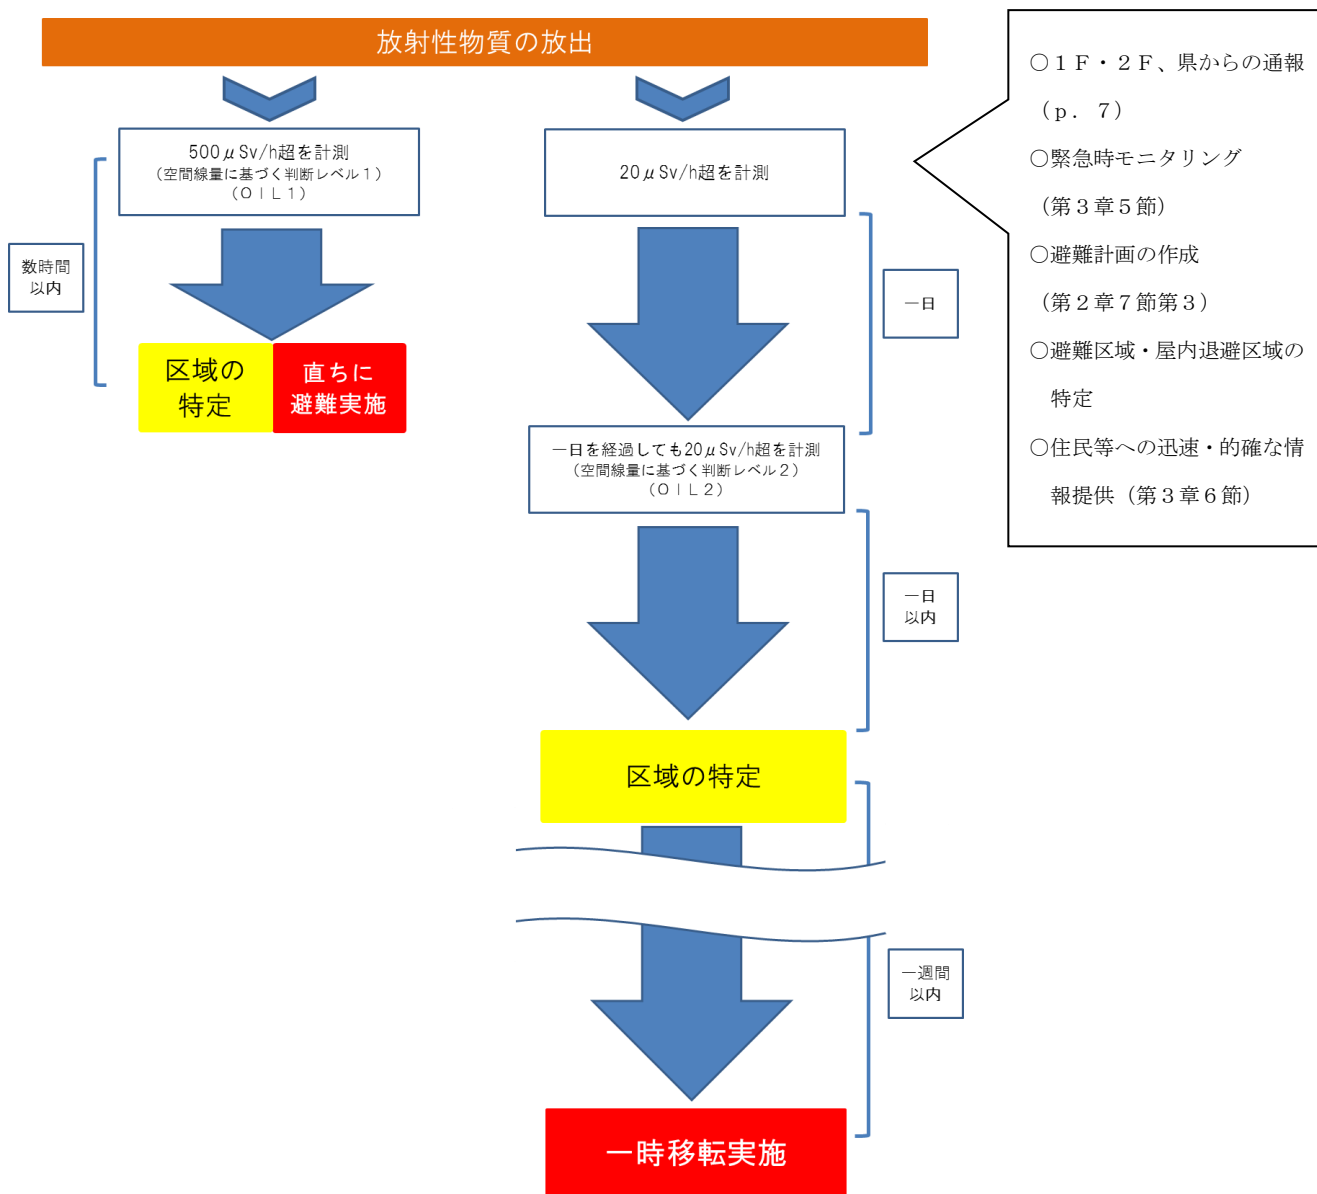 放射性物質の放出
500μSv/h超を計測
（空間線量に基づく判断レベル１）
（ＯＩＬ１）
数時間
以内
区域の
特定
直ちに
避難実施
20μSv/h超を計測
一日
一日を経過しても20μSv/h超を計測
（空間線量に基づく判断レベル２）
（ＯＩＬ２）
一日
以内
区域の特定
一週間
以内
一時移転実施
○１Ｆ・２Ｆ、県からの通報
（ｐ．７）
○緊急時モニタリング
（第３章５節）
○避難計画の作成
（第２章７節第３）
○避難区域・屋内退避区域の
特定
○住民等への迅速・的確な情
報提供（第３章６節）